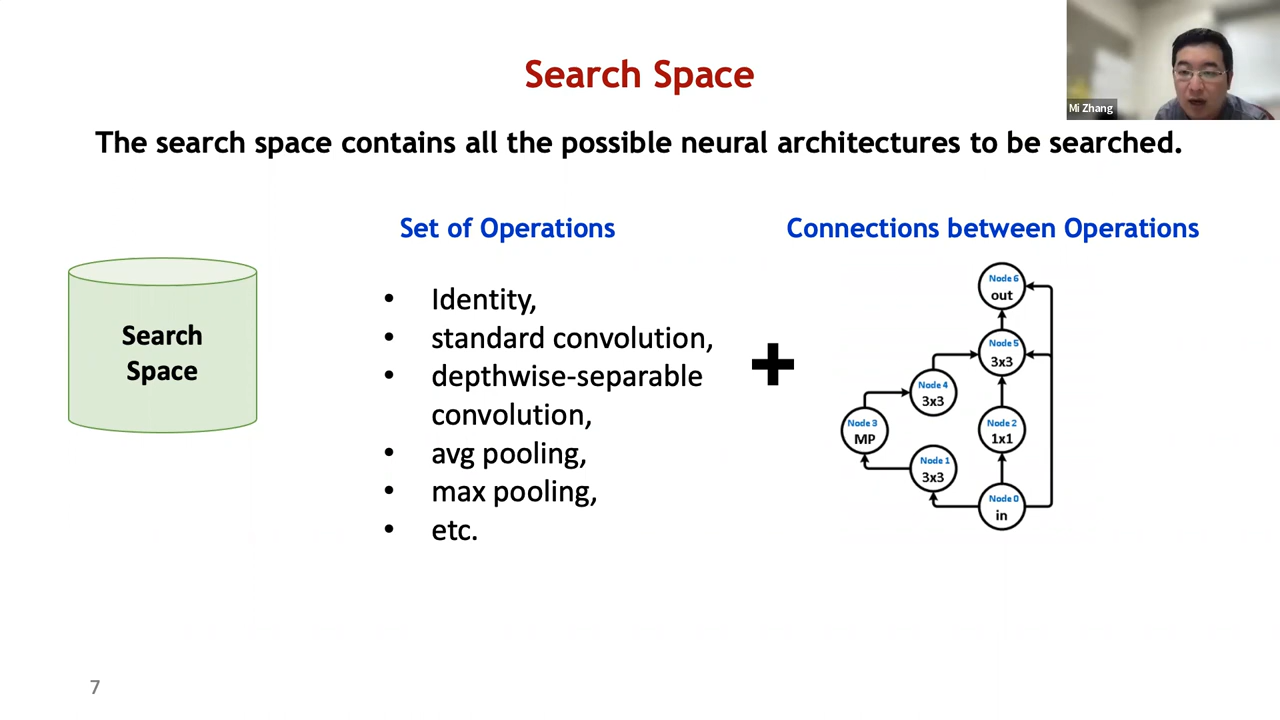 Search Space
Mi Zhang
The search space contains all the possible neural architectures to be searched.
Set of Operations
Connections between Operations
Search
Space
• Identity,
• standard convolution,
• depthwise-separable
convolution,
• avg pooling,
• max pooling,
• etc.
+
Node 6
out
Node 5
3x3
Node 4
3x3
Node 3
MP
Node 2
1x1
Node 1
3x3
Node 0
in
7